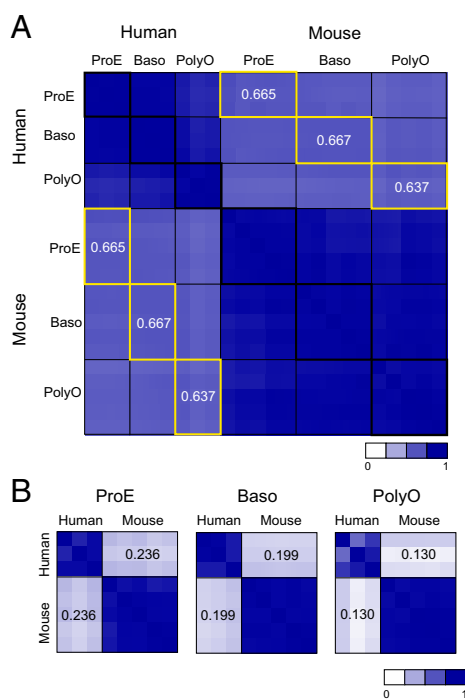 A
Human Mouse
ProE Baso PolyO ProE Baso PolyO
Human
ProE 0.665
Baso 0.667
PolyO 0.637
Mouse
ProE 0.665
Baso 0.667
PolyO 0.637
0 1
B
ProE Baso PolyO
Human Mouse Human Mouse Human Mouse
Human 0.236 0.199 0.130
Mouse 0.236 0.199 0.130
0 1